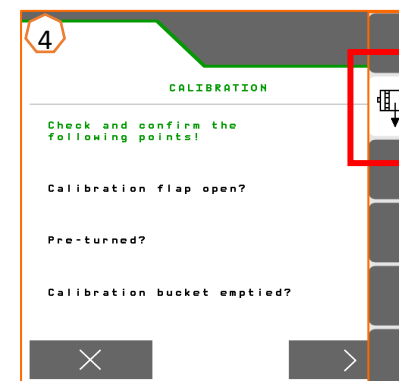 4
CALIBRATION
Check and confirm the
following points!
Calibration flap open?
Pre-turned?
Calibration bucket emptied?